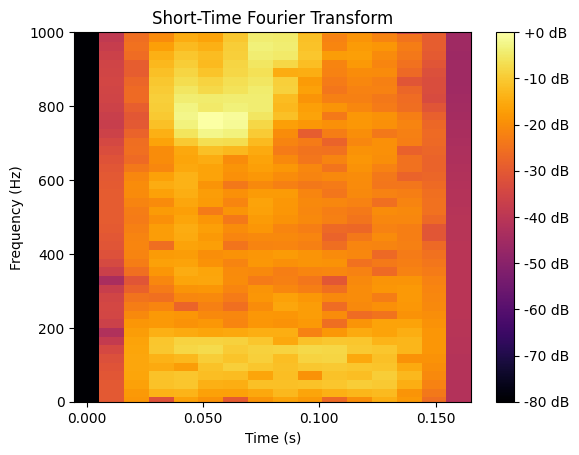 Short-Time Fourier Transform
1000
800
600
400
200
0
Frequency (Hz)
0.000
0.050
0.100
0.150
Time (s)
+0 dB
-10 dB
-20 dB
-30 dB
-40 dB
-50 dB
-60 dB
-70 dB
-80 dB